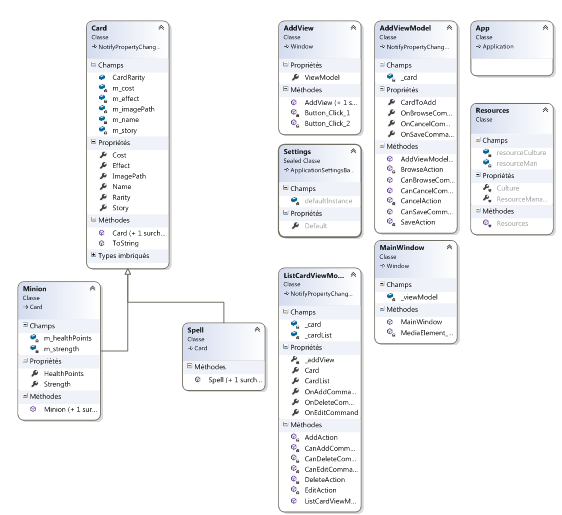 Card
Classe
NotifyPropertyChang...
Champs
CardRarity
m_cost
m_effect
m_imagePath
m_name
m_story
Propriétés
Cost
Effect
ImagePath
Name
Rarity
Story
Méthodes
Card (+ 1 surch...
ToString
Types imbriqués
Minion
Classe
Card
Champs
m_healthPoints
m_strength
Propriétés
HealthPoints
Strength
Méthodes
Minion (+ 1 sur...
Spell
Classe
Card
Méthodes
Spell (+ 1 surch...
AddView
Classe
Window
Propriétés
ViewModel
Méthodes
AddView (+ 1 s...
Button_Click_1
Button_Click_2
Settings
Sealed Classe
ApplicationSettingsBa...
Champs
defaultInstance
Propriétés
Default
ListCardViewMo...
Classe
NotifyPropertyChang...
Champs
_card
_cardList
Propriétés
_addView
Card
CardList
OnAddComma...
OnDeleteCom...
OnEditCommand
Méthodes
AddAction
CanAddComm...
CanDeleteCom...
CanEditComma...
DeleteAction
EditAction
ListCardViewM...
AddViewModel
Classe
NotifyPropertyChang...
Champs
_card
Propriétés
CardToAdd
OnBrowseCom...
OnCancelCom...
OnSaveComma...
Méthodes
AddViewModel...
BrowseAction
CanBrowseCom...
CanCancelCom...
CancelAction
CanSaveComm...
SaveAction
MainWindow
Classe
Window
Champs
_viewModel
Méthodes
MainWindow
MediaElement_...
App
Classe
Application
Resources
Classe
Champs
resourceCulture
resourceMan
Propriétés
Culture
ResourceMana...
Méthodes
Resources